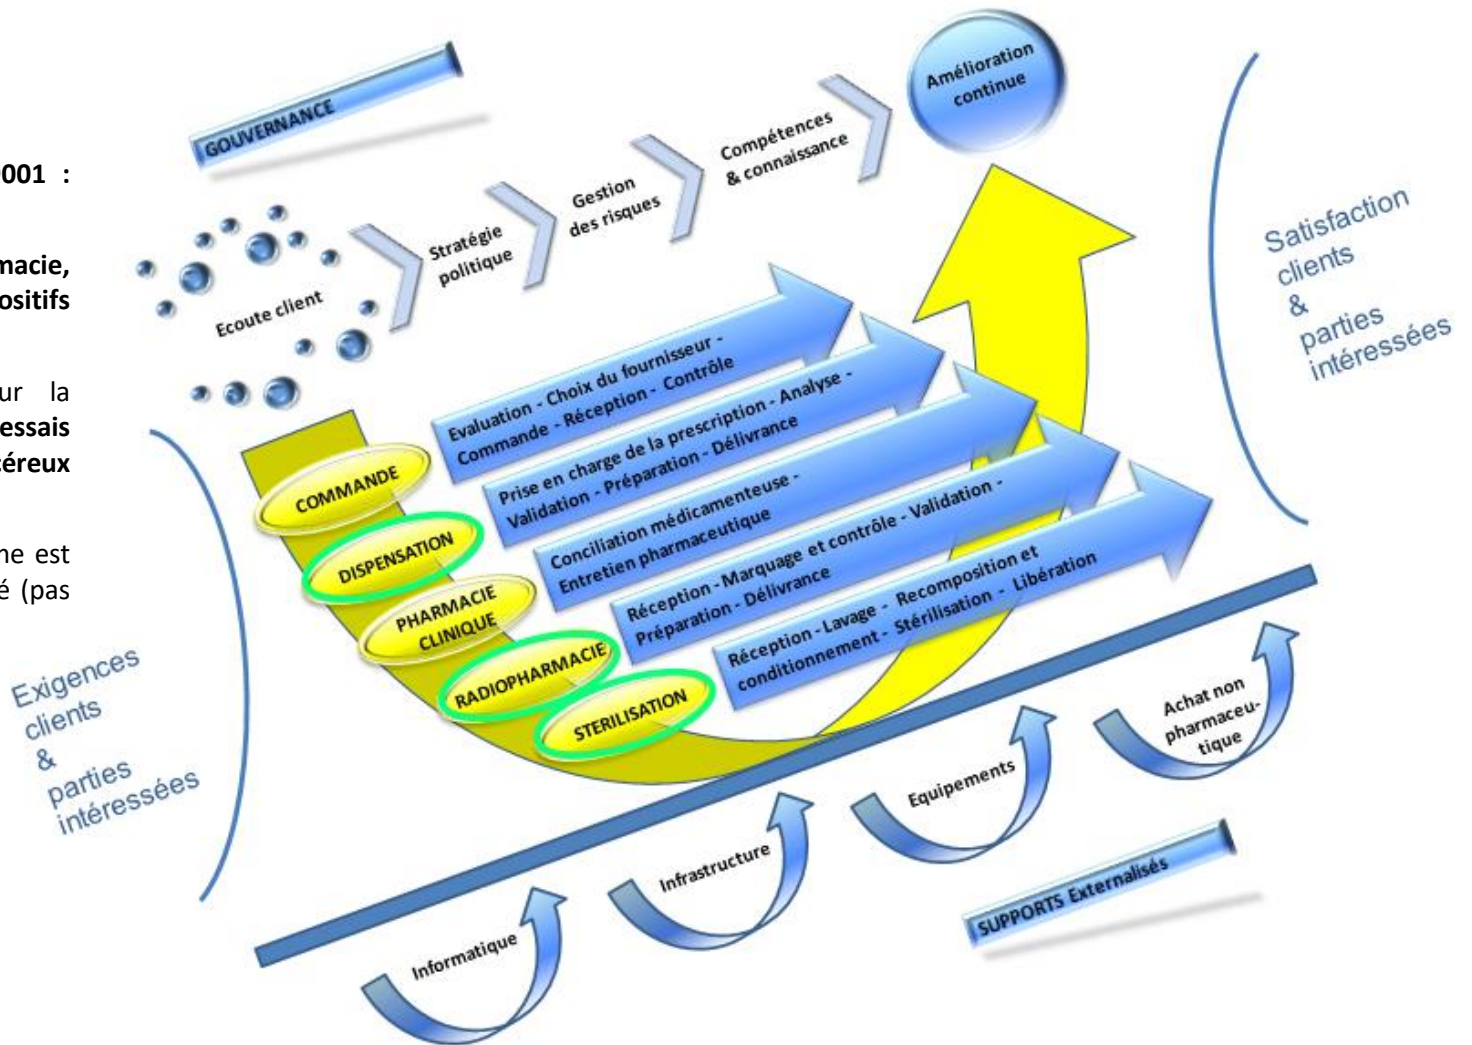 001 :
macie,
ositifs
ur la
essais
céreux
ne est
é (pas
GOUVERNANCE
Ecoute client
Stratégie
politique
Gestion
des risques
Compétences
& connaissance
Amélioration
continue
Exigences
clients
&
parties
intéressées
COMMANDE
Evaluation - Choix du fournisseur -
Commande - Réception - Contrôle
DISPENSATION
Prise en charge de la prescription - Analyse -
Validation - Préparation - Délivrance
PHARMACIE
CLINIQUE
Conciliation médicamenteuse -
Entretien pharmaceutique
RADIOPHARMACIE
Réception - Marquage et contrôle - Validation -
Préparation - Délivrance
STERILISATION
Réception - Lavage - Recomposition et
conditionnement - Stérilisation - Libération
Satisfaction
clients
&
parties
intéressées
Informatique
Infrastructure
Equipements
Achat non
pharmaceu-
tique
SUPPORTS Externalisés